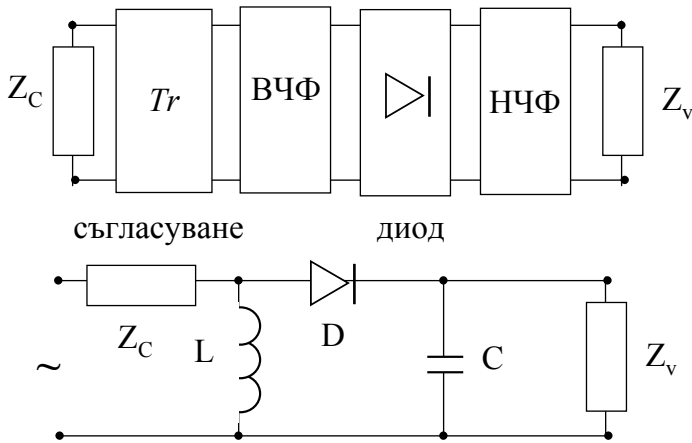 Z_C
Tr
ВЧФ
НЧФ
Z_v
съгласуване
диод
Z_C
L
D
C
Z_v
~